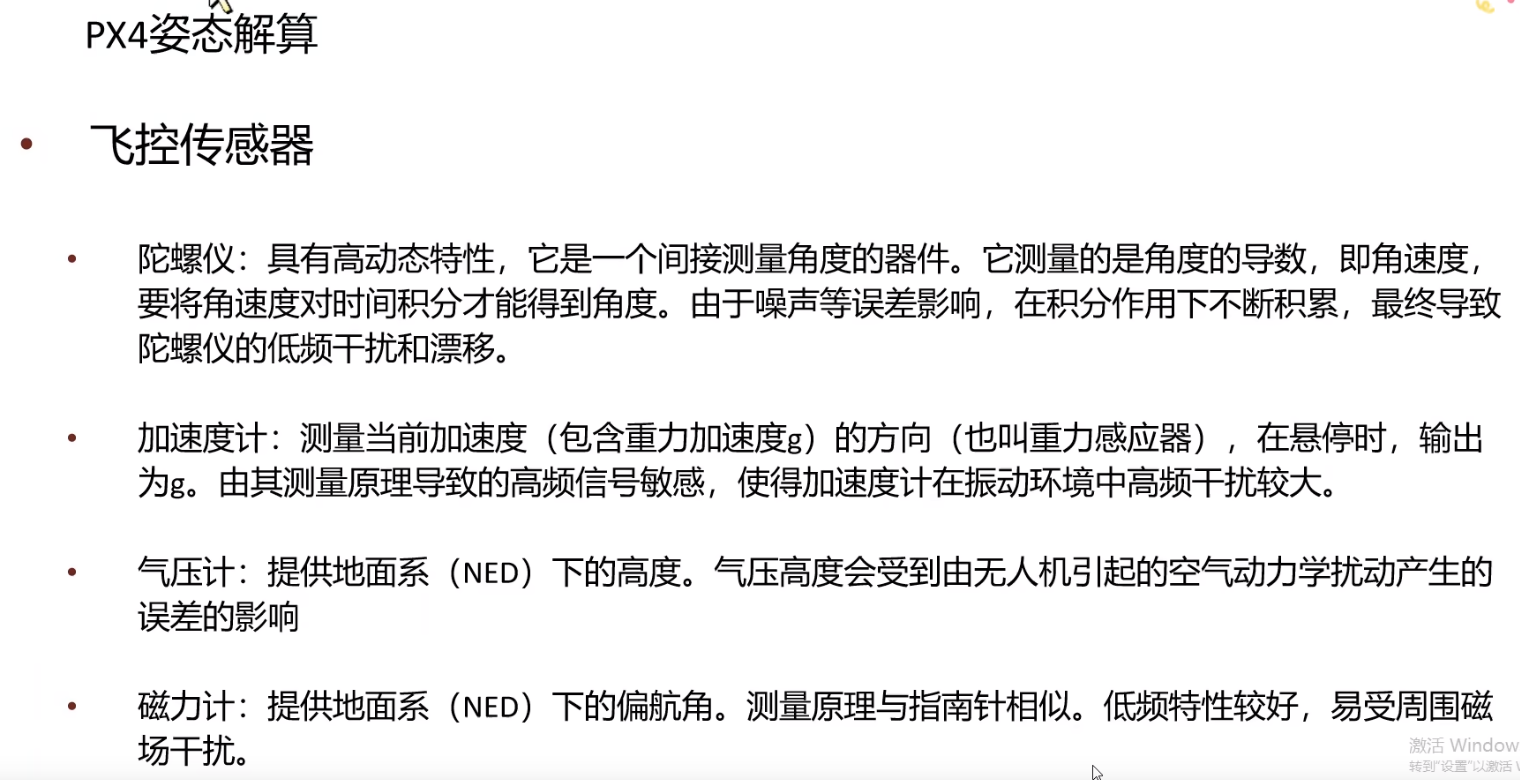 PX4姿态解算
飞控传感器
陀螺仪：具有高动态特性，它是一个间接测量角度的器件。它测量的是角度的导数，即角速度，
要将角速度对时间积分才能得到角度。由于噪声等误差影响，在积分作用下不断积累，最终导致
陀螺仪的低频干扰和漂移。
加速度计：测量当前加速度（包含重力加速度g）的方向（也叫重力感应器），在悬停时，输出
为g。由其测量原理导致的高频信号敏感，使得加速度计在振动环境中高频干扰较大。
气压计：提供地面系（NED）下的高度。气压高度会受到由无人机引起的空气动力学扰动产生的
误差的影响
磁力计：提供地面系（NED）下的偏航角。测量原理与指南针相似。低频特性较好，易受周围磁
场干扰。
激活 Window
转到"设置"以激活 W